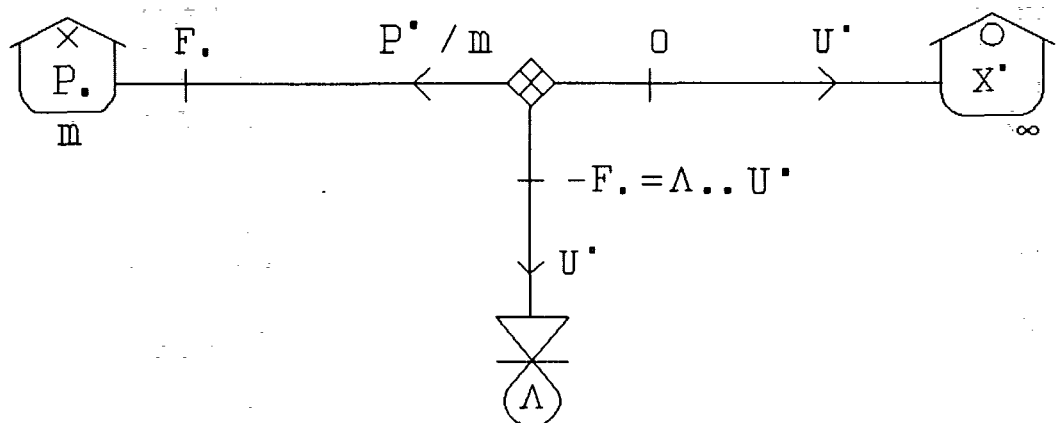 F. P˙ /m 0 U˙
P. X˙
m ∞
-F.=Λ.. U˙
U˙
Λ